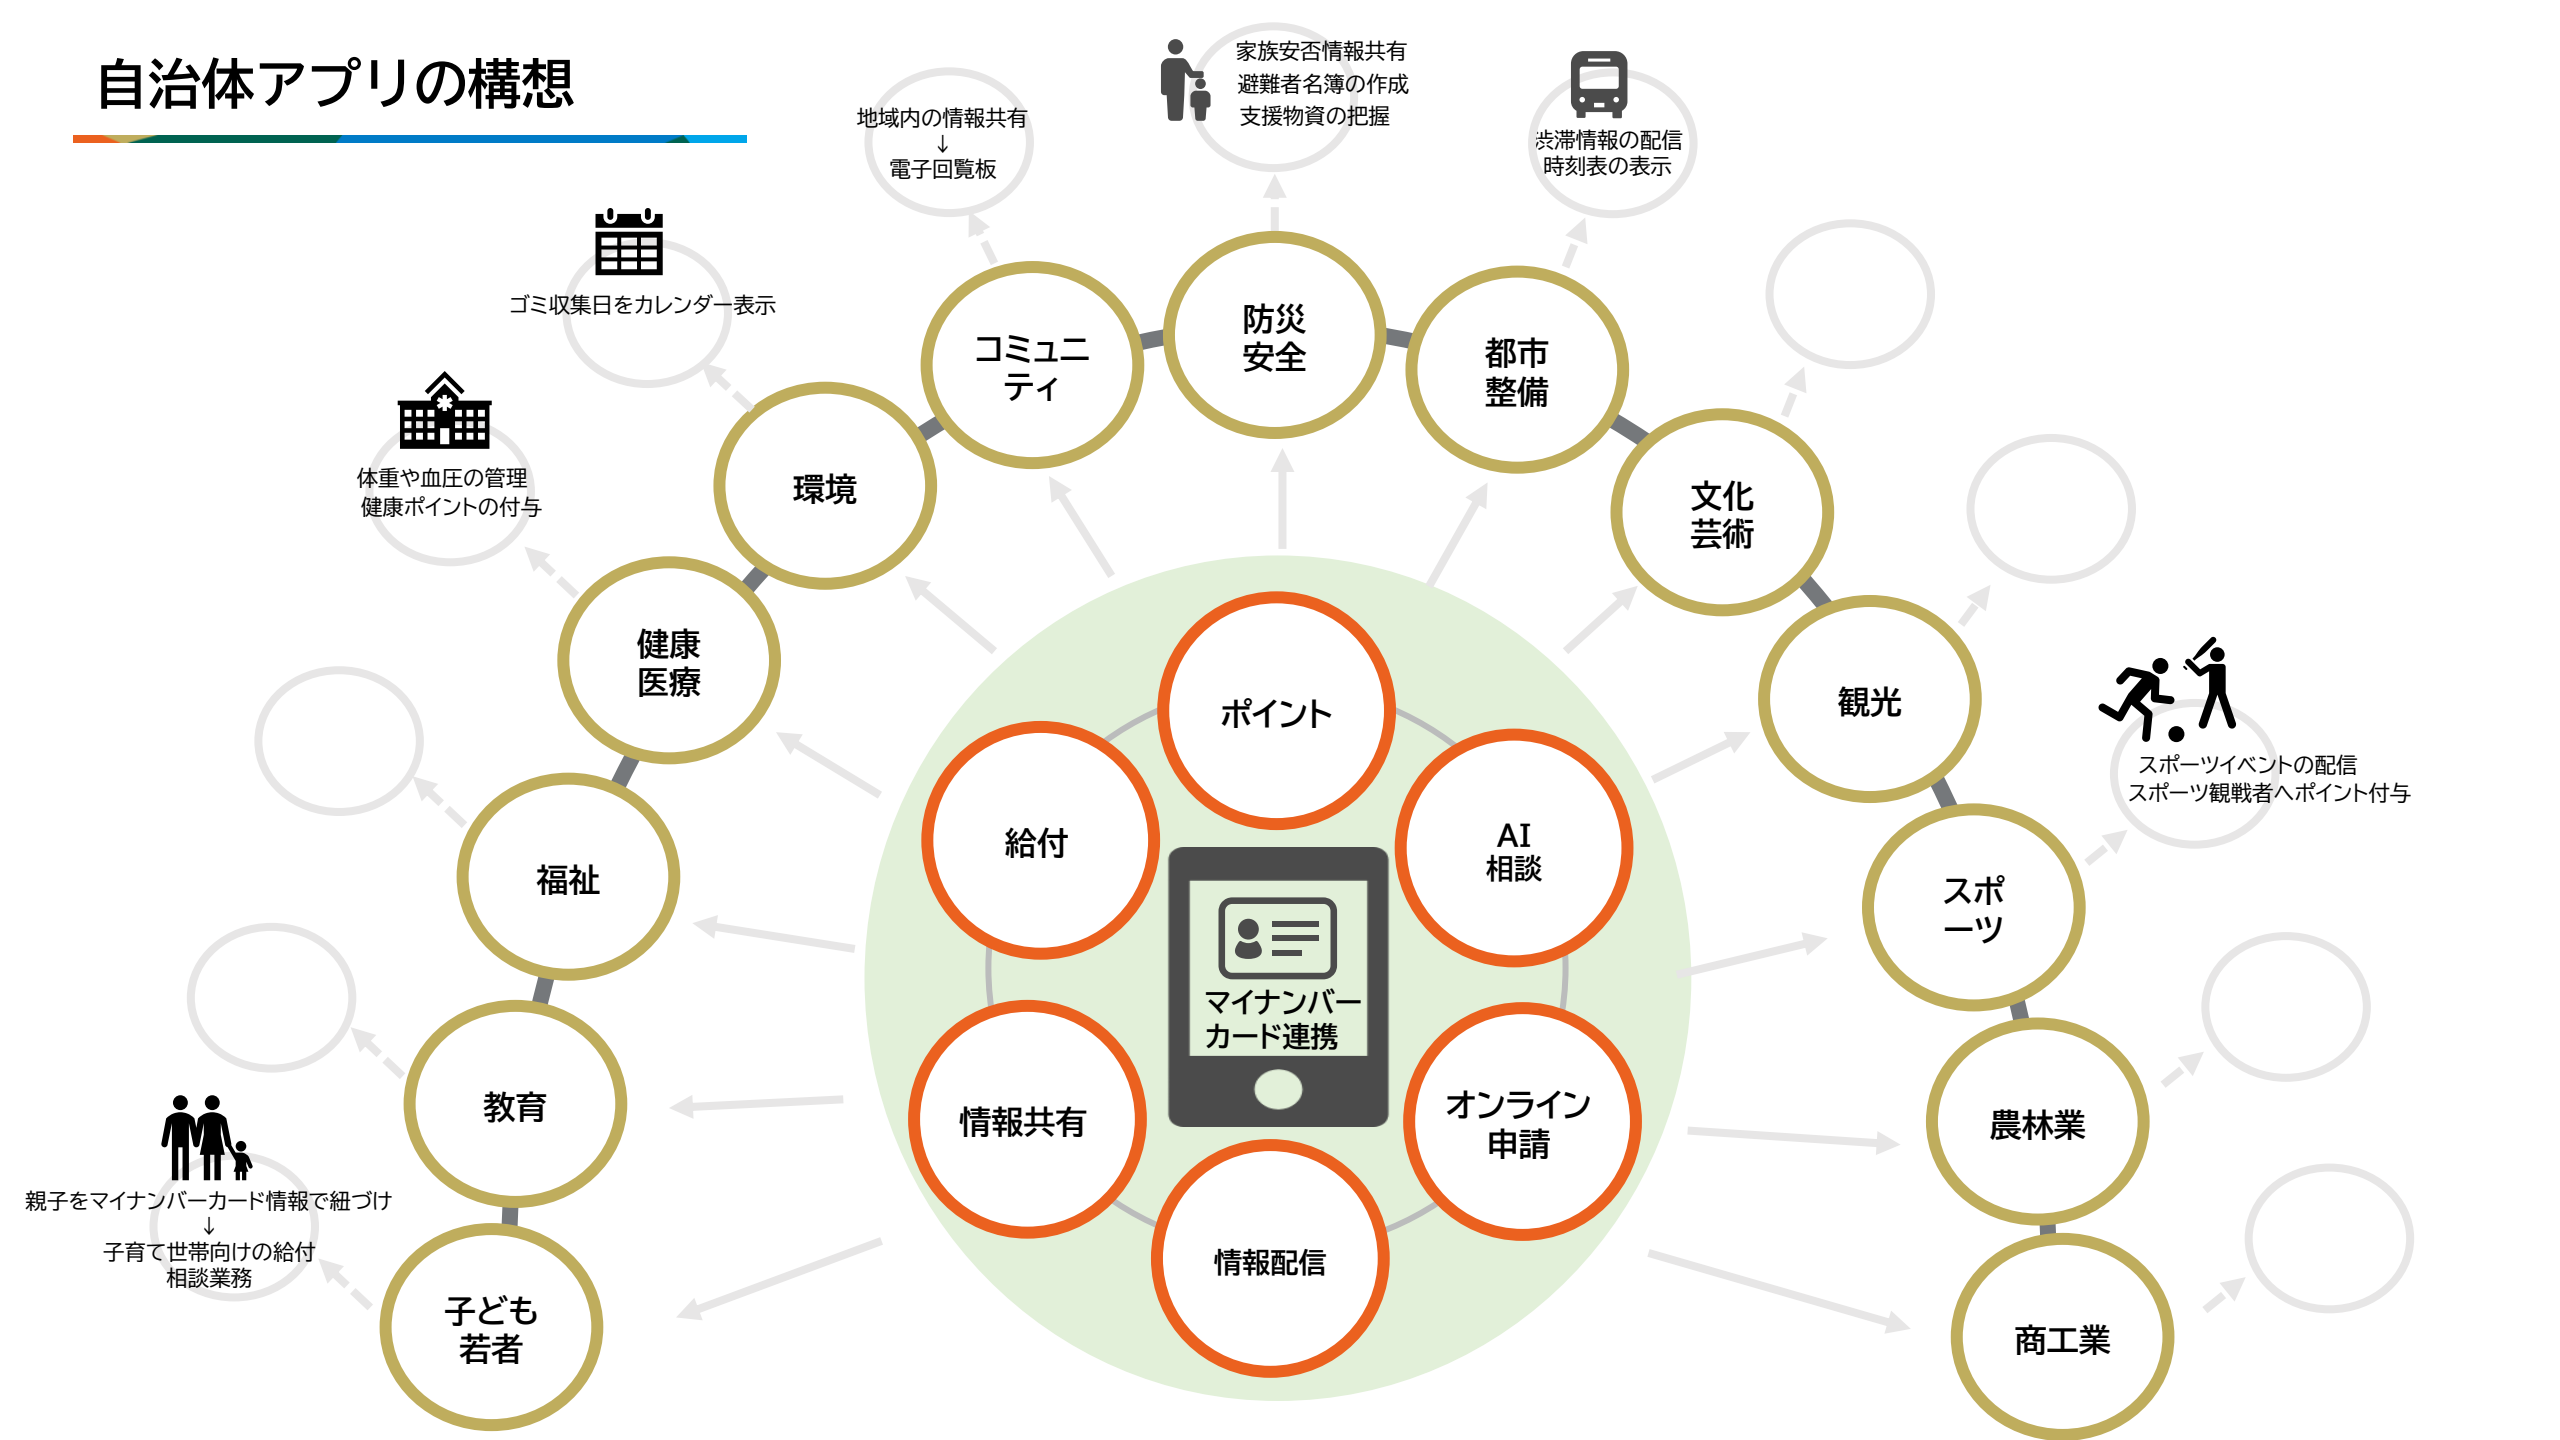 自治体アプリの構想
地域内の情報共有
↓
電子回覧板
家族安否情報共有
避難者名簿の作成
支援物資の把握
渋滞情報の配信
時刻表の表示
ゴミ収集日をカレンダー表示
体重や血圧の管理
健康ポイントの付与
親子をマイナンバーカード情報で紐づけ
↓
子育て世帯向けの給付
相談業務
スポーツイベントの配信
スポーツ観戦者へポイント付与
子ども
若者
教育
福祉
健康
医療
環境
コミュニ
ティ
防災
安全
都市
整備
文化
芸術
観光
スポ
ーツ
農林業
商工業
ポイント
給付
AI
相談
マイナンバー
カード連携
情報共有
オンライン
申請
情報配信